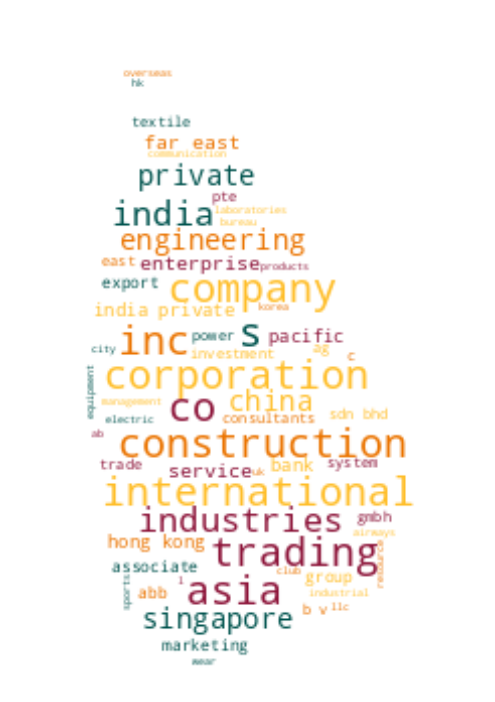 overseas
hk
textile
far east
communication
private
pte
india laboratories
bureau
engineering
east enterprise products
export company
india private korea
inc power s pacific
city investment ag c
corporation
equipment
management co china
electric consultants sdn bhd
ab construction
trade service uk bank system
international
industries gmbh
airways
hong kong trading
resource
associate club group
sports abb l asia industrial
b v llc
singapore
marketing
wear